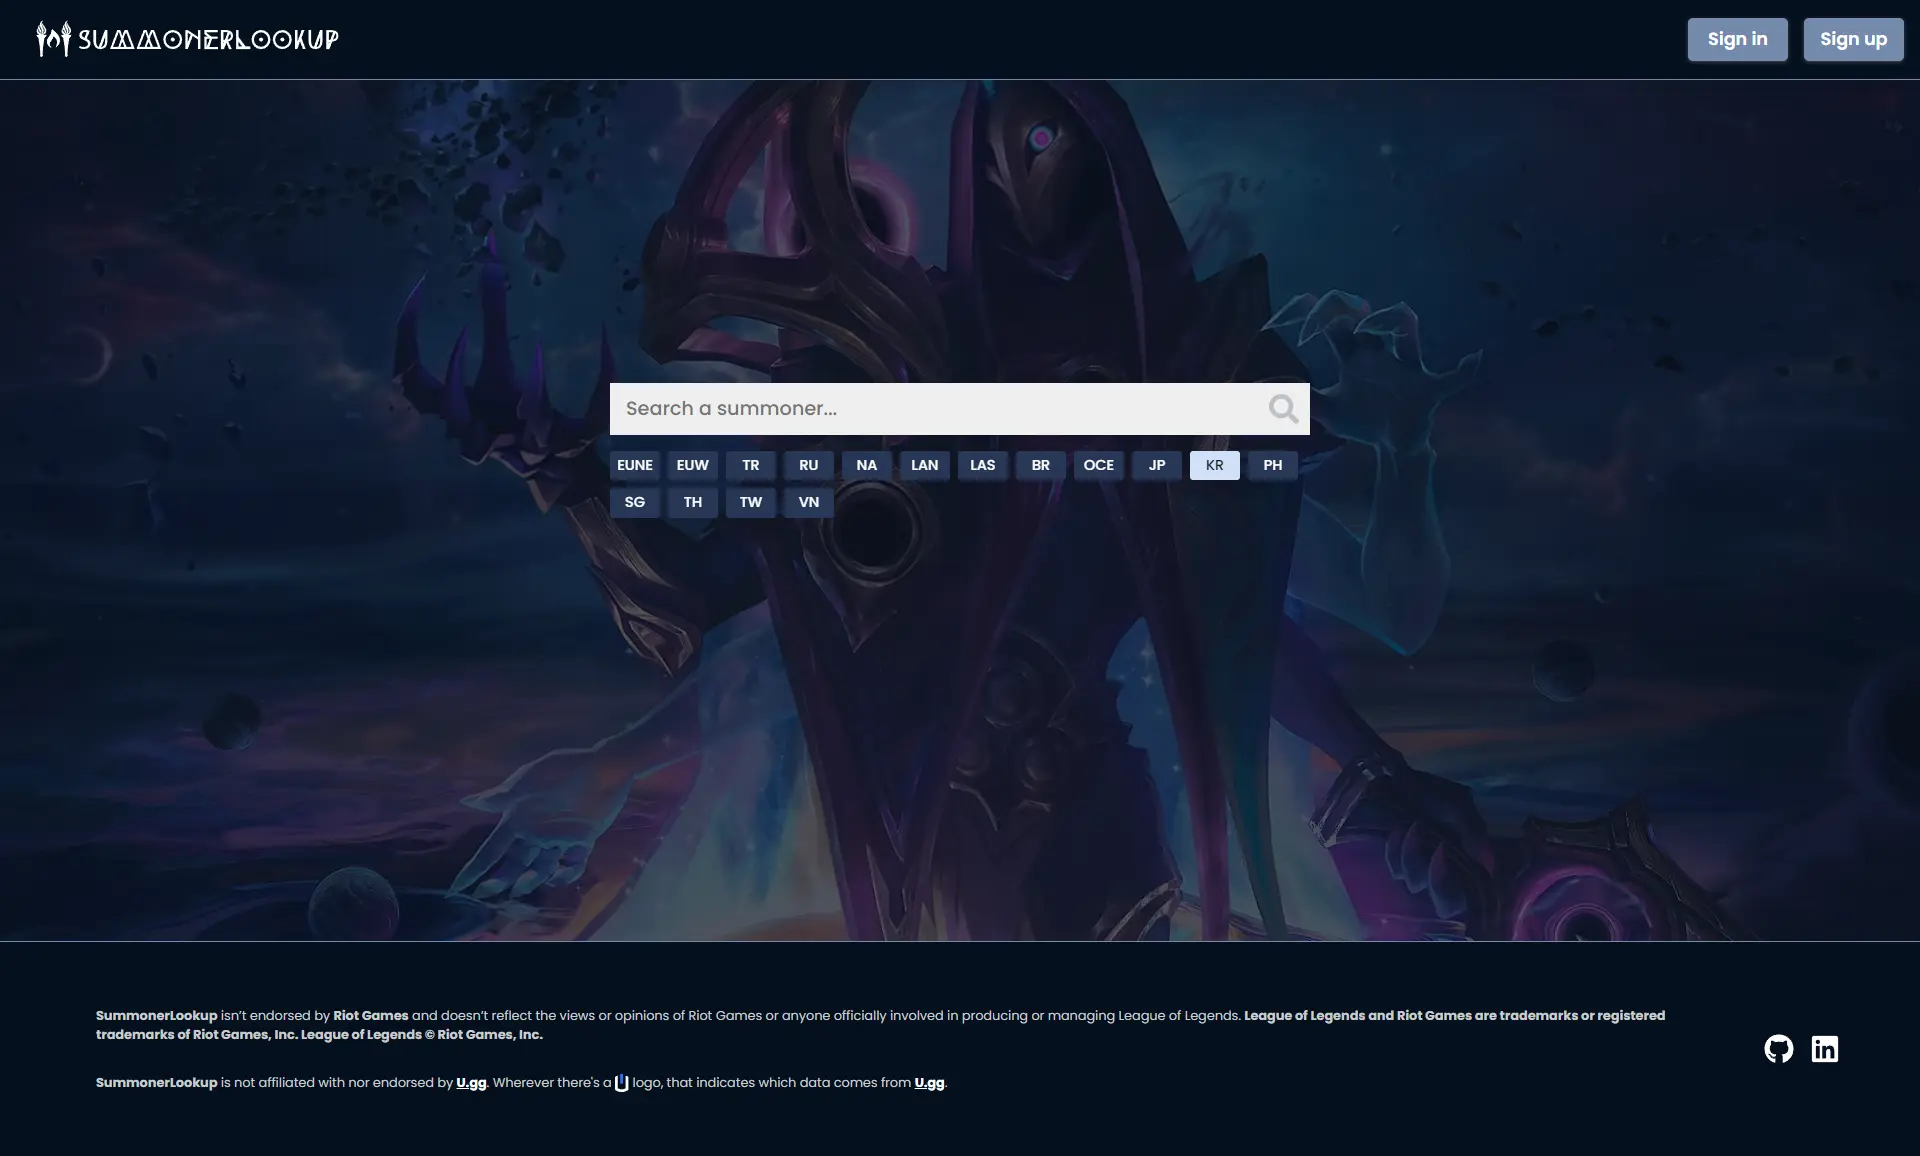 SUMMONERLOOKUP
Sign in
Sign up
Search a summoner...
EUNE EUW TR RU NA LAN LAS BR OCE JP KR PH
SG TH TW VN
SummonerLookup isn't endorsed by Riot Games and doesn't reflect the views or opinions of Riot Games or anyone officially involved in producing or managing League of Legends. League of Legends and Riot Games are trademarks or registered
trademarks of Riot Games, Inc. League of Legends © Riot Games, Inc.
SummonerLookup is not affiliated with nor endorsed by U.gg. Wherever there's a logo, that indicates which data comes from U.gg.